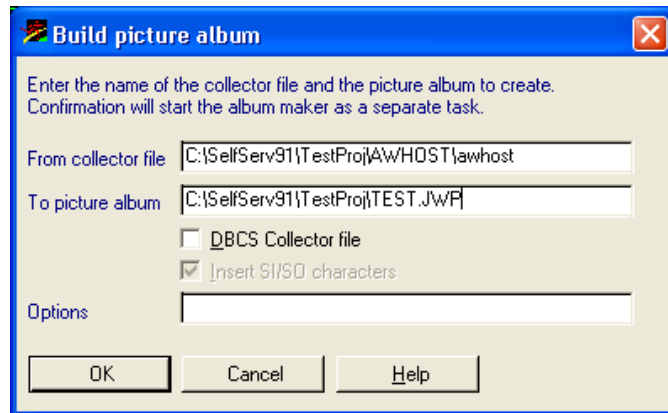 Build picture album
Enter the name of the collector file and the picture album to create.
Confirmation will start the album maker as a separate task.
From collector file C:\SelfServ91\TestProj\AWHOST\awhost
To picture album C:\SelfServ91\TestProj\TEST.JWP
DBCS Collector file
Insert SI/SO characters
Options
OK Cancel Help